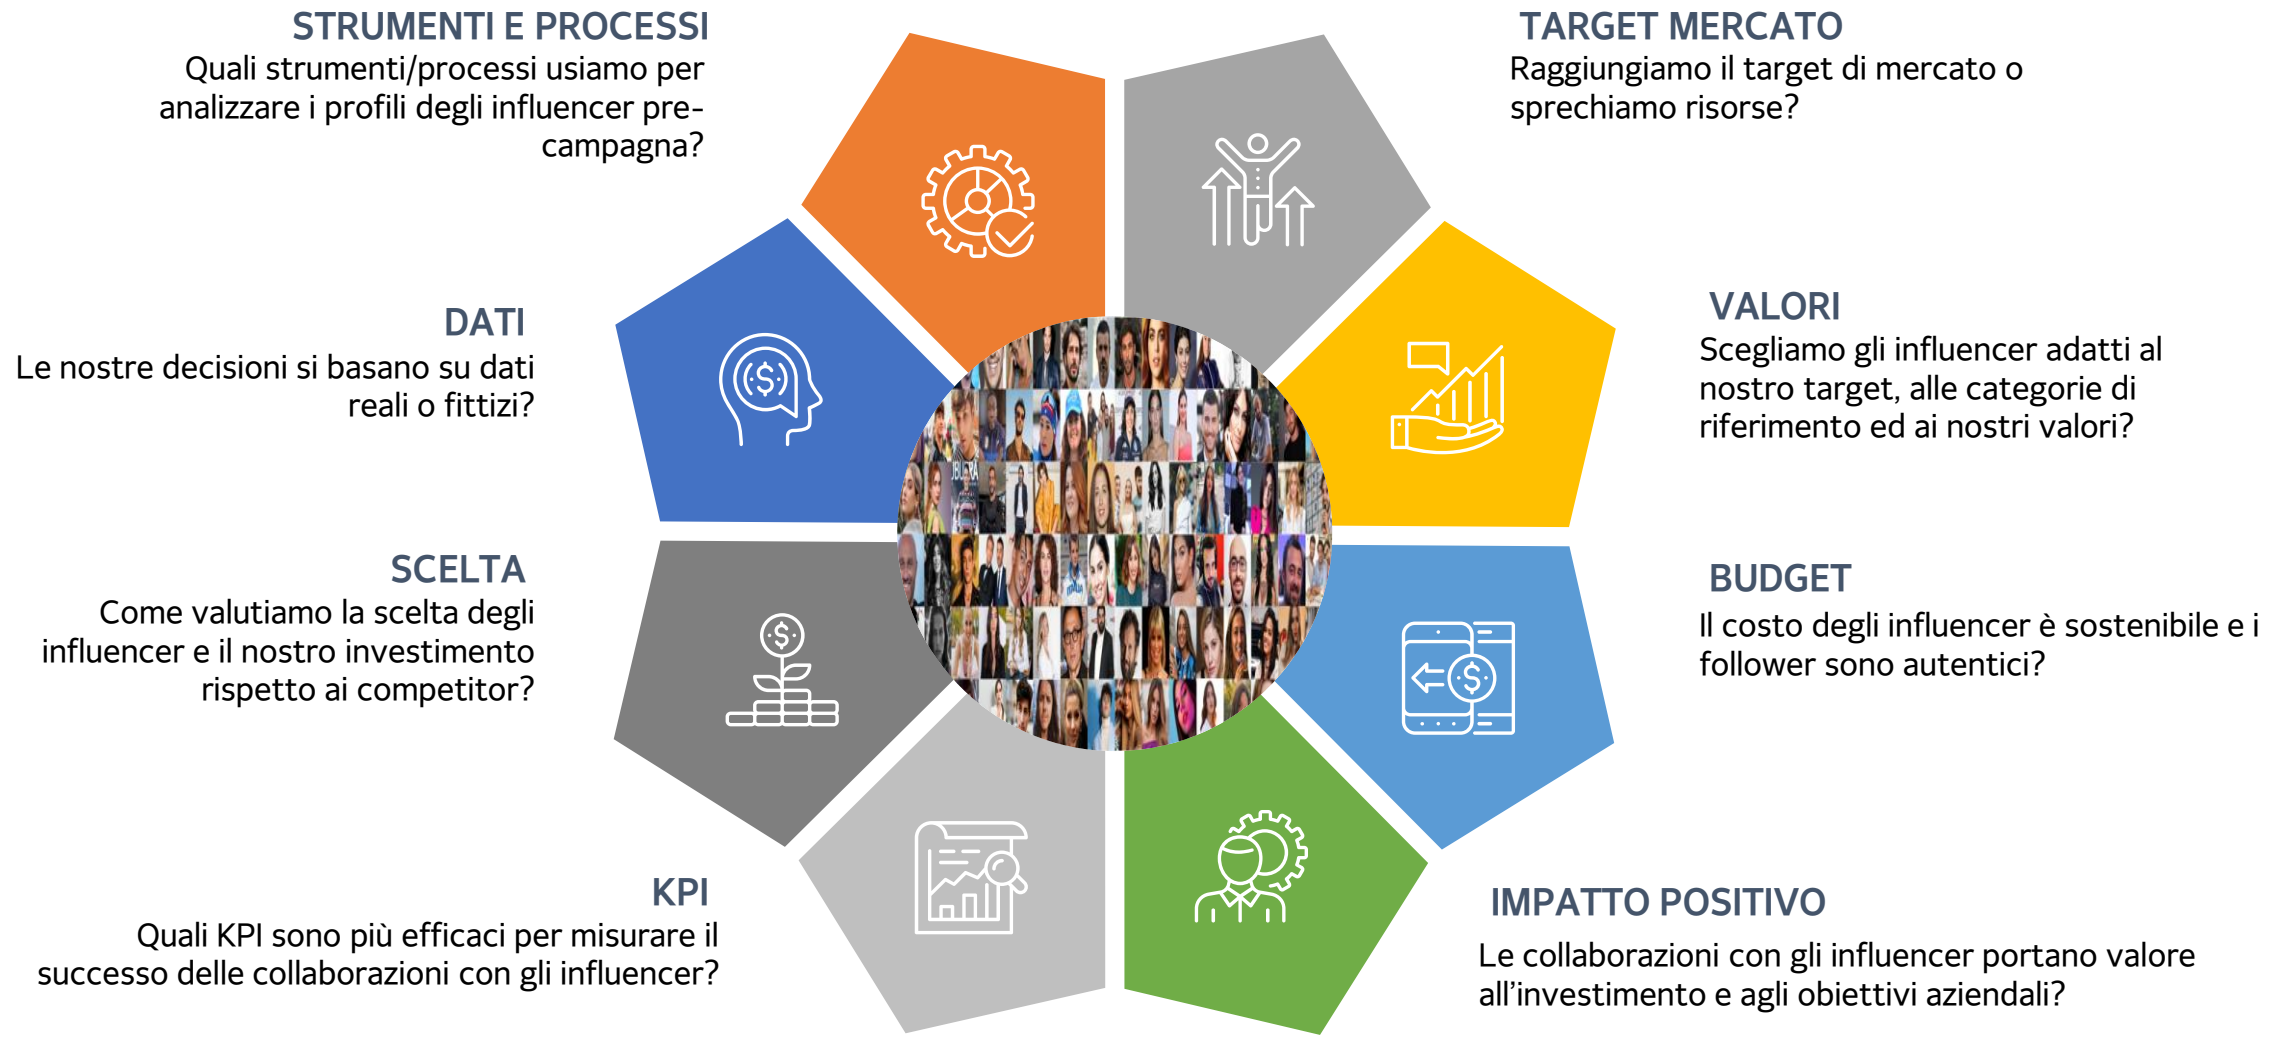 STRUMENTI E PROCESSI
Quali strumenti/processi usiamo per
analizzare i profili degli influencer pre-
campagna?
TARGET MERCATO
Raggiungiamo il target di mercato o
sprechiamo risorse?
DATI
Le nostre decisioni si basano su dati
reali o fittizi?
VALORI
Scegliamo gli influencer adatti al
nostro target, alle categorie di
riferimento ed ai nostri valori?
SCELTA
Come valutiamo la scelta degli
influencer e il nostro investimento
rispetto ai competitor?
BUDGET
Il costo degli influencer è sostenibile e i
follower sono autentici?
KPI
Quali KPI sono più efficaci per misurare il
successo delle collaborazioni con gli influencer?
IMPATTO POSITIVO
Le collaborazioni con gli influencer portano valore
all'investimento e agli obiettivi aziendali?